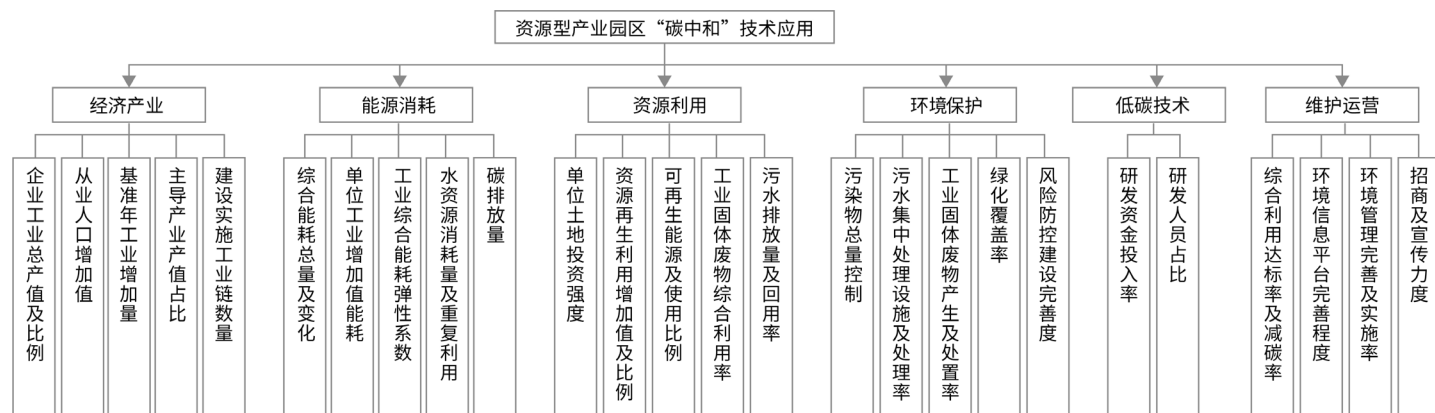 资源型产业园区“碳中和”技术应用
经济产业
能源消耗
资源利用
环境保护
低碳技术
维护运营
企业工业总产值及比例
从业人口增加值
基准年工业增加量
主导产业产值占比
建设实施工业链数量
综合能耗总量及变化
单位工业增加值能耗
工业综合能耗弹性系数
水资源消耗量及重复利用
碳排放量
单位土地投资强度
资源再生利用增加值及比例
可再生能源及使用比例
工业固体废物综合利用率
污水排放量及回用率
污染物总量控制
污水集中处理设施及处理率
工业固体废物产生及处置率
绿化覆盖率
风险防控建设完善度
研发资金投入率
研发人员占比
综合利用达标率及减碳率
环境信息平台完善程度
环境管理完善及实施率
招商及宣传力度